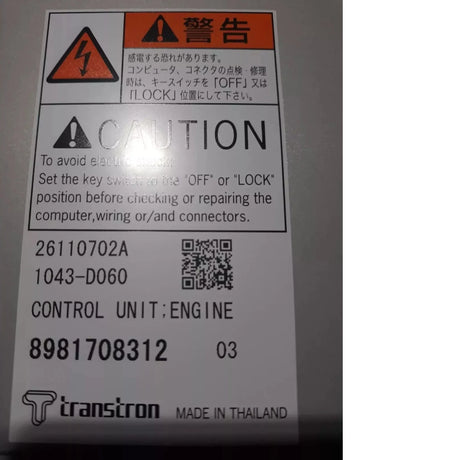 警告
感電する恐れがあります。
コンピュータ、コネクタの点検・修理
時は、キースイッチを「OFF」又は
「LOCK」位置にして下さい。
CAUTION
To avoid electric shock,
Set the key switch to the "OFF" or "LOCK"
position before checking or repairing the
computer,wiring or/and connectors.
26110702A
1043-D060
CONTROL UNIT;ENGINE
8981708312 03
transtron MADE IN THAILAND